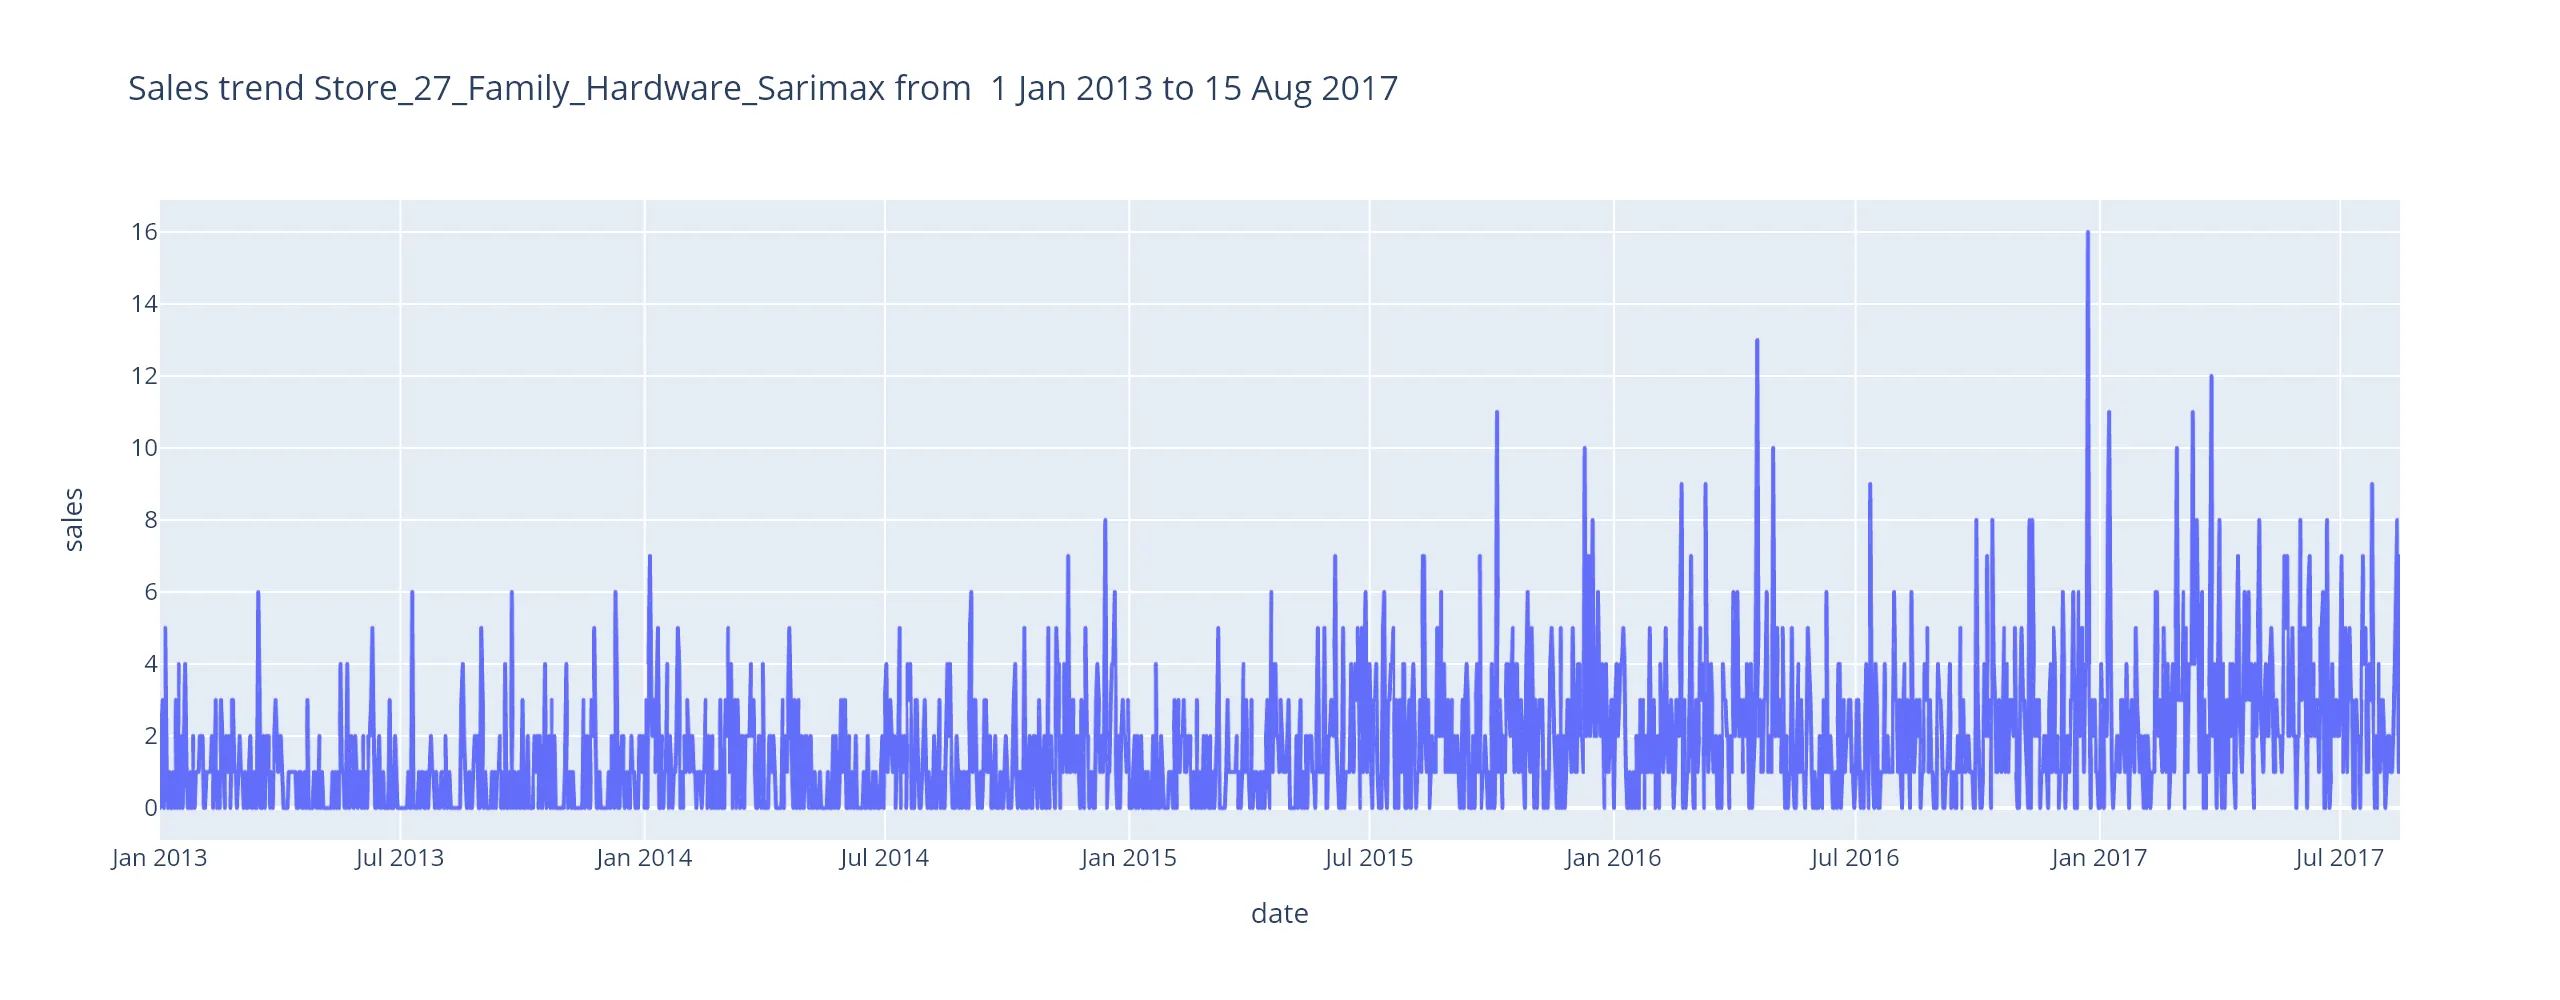 Sales trend Store_27_Family_Hardware_Sarimax from  1 Jan 2013 to 15 Aug 2017
16
14
12
10
8
6
4
2
0
sales
Jan 2013 Jul 2013 Jan 2014 Jul 2014 Jan 2015 Jul 2015 Jan 2016 Jul 2016 Jan 2017 Jul 2017
date